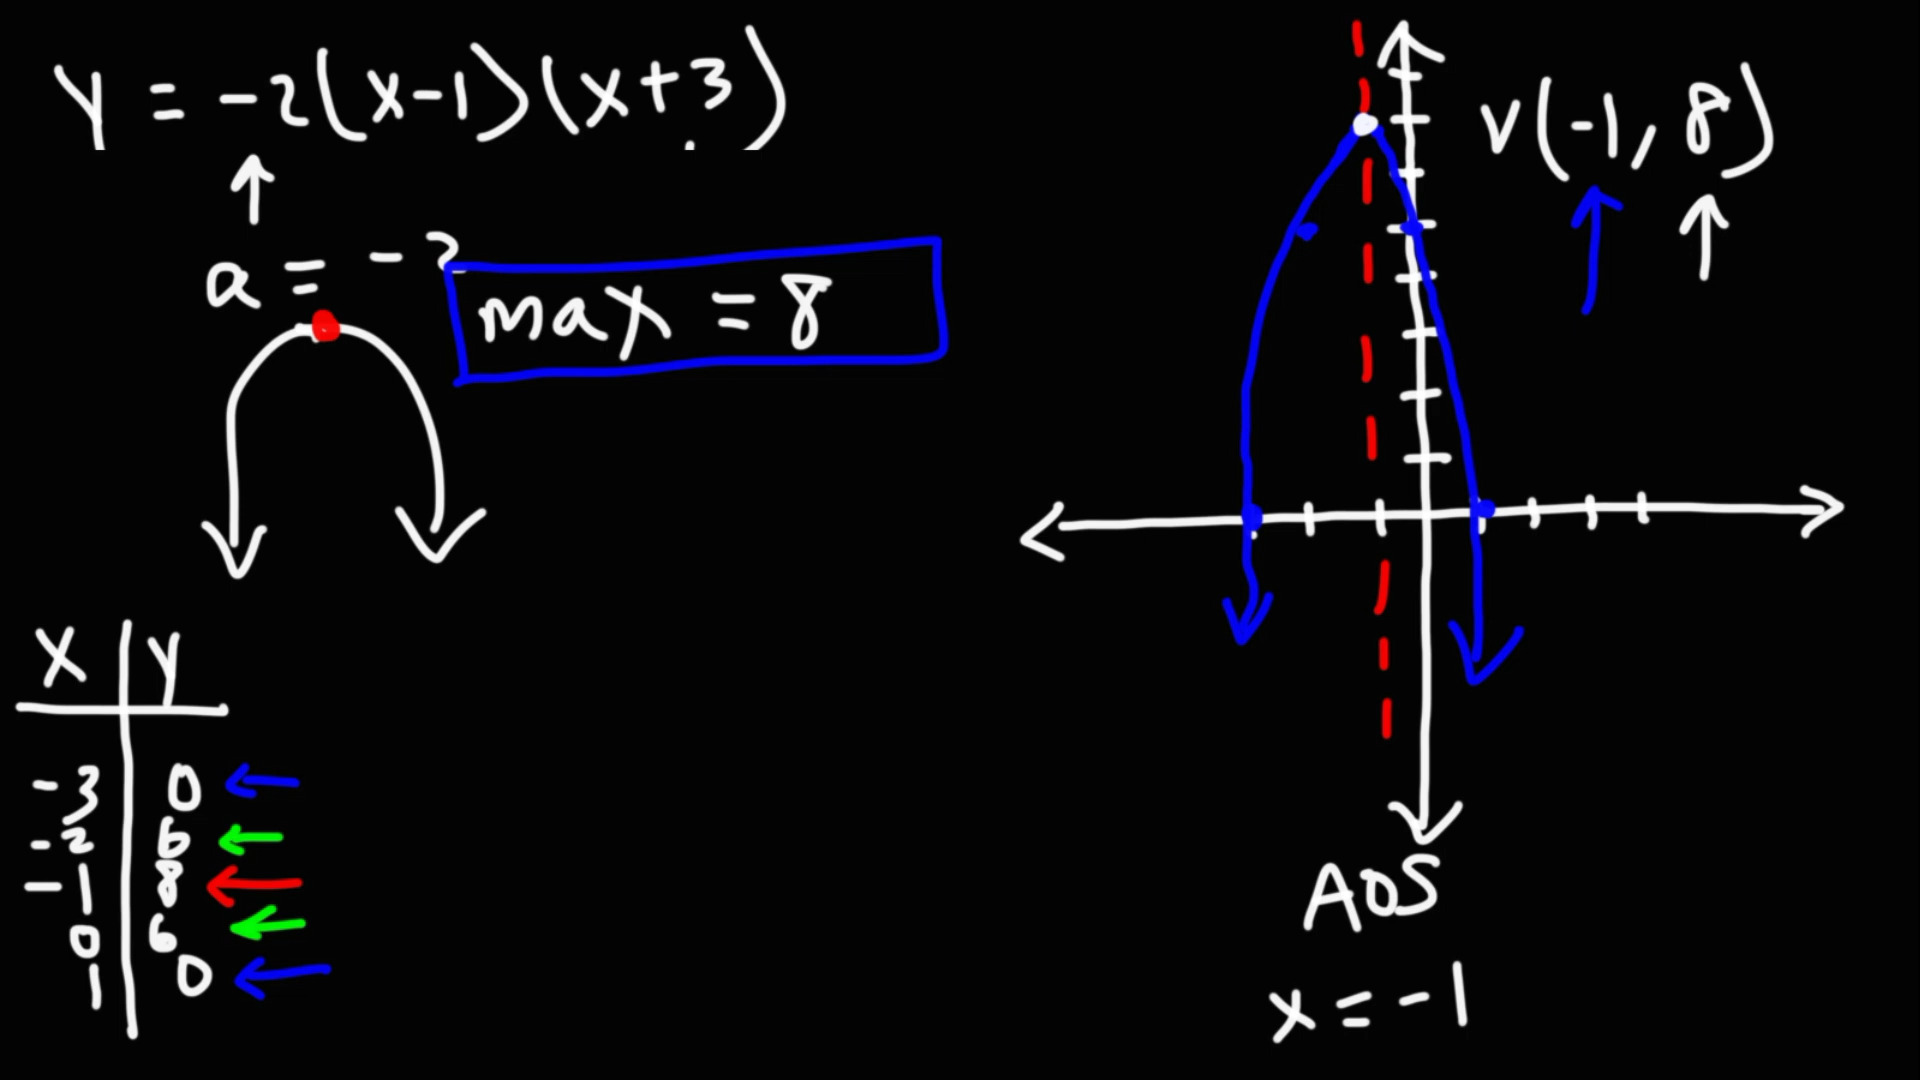 Y = -2(x-1)(x+3)
a = -2
max = 8
V(-1, 8)
x y
-3 0
-2 6
-1 8
0 6
1 0
AOS
x = -1